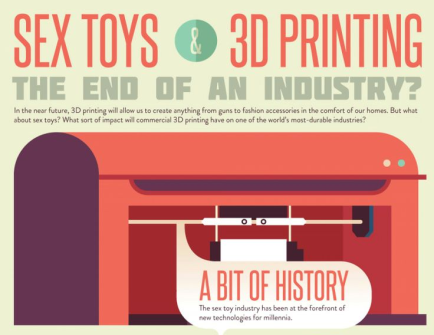 SEX TOYS & 3D PRINTING
THE END OF AN INDUSTRY?
In the near future, 3D printing will allow us to create anything from guns to fashion accessories in the comfort of our homes. But what
about sex toys? What sort of impact will commercial 3D printing have on one of the world's most-durable industries?
A BIT OF HISTORY
The sex toy industry has been at the forefront of
new technologies for millennia.